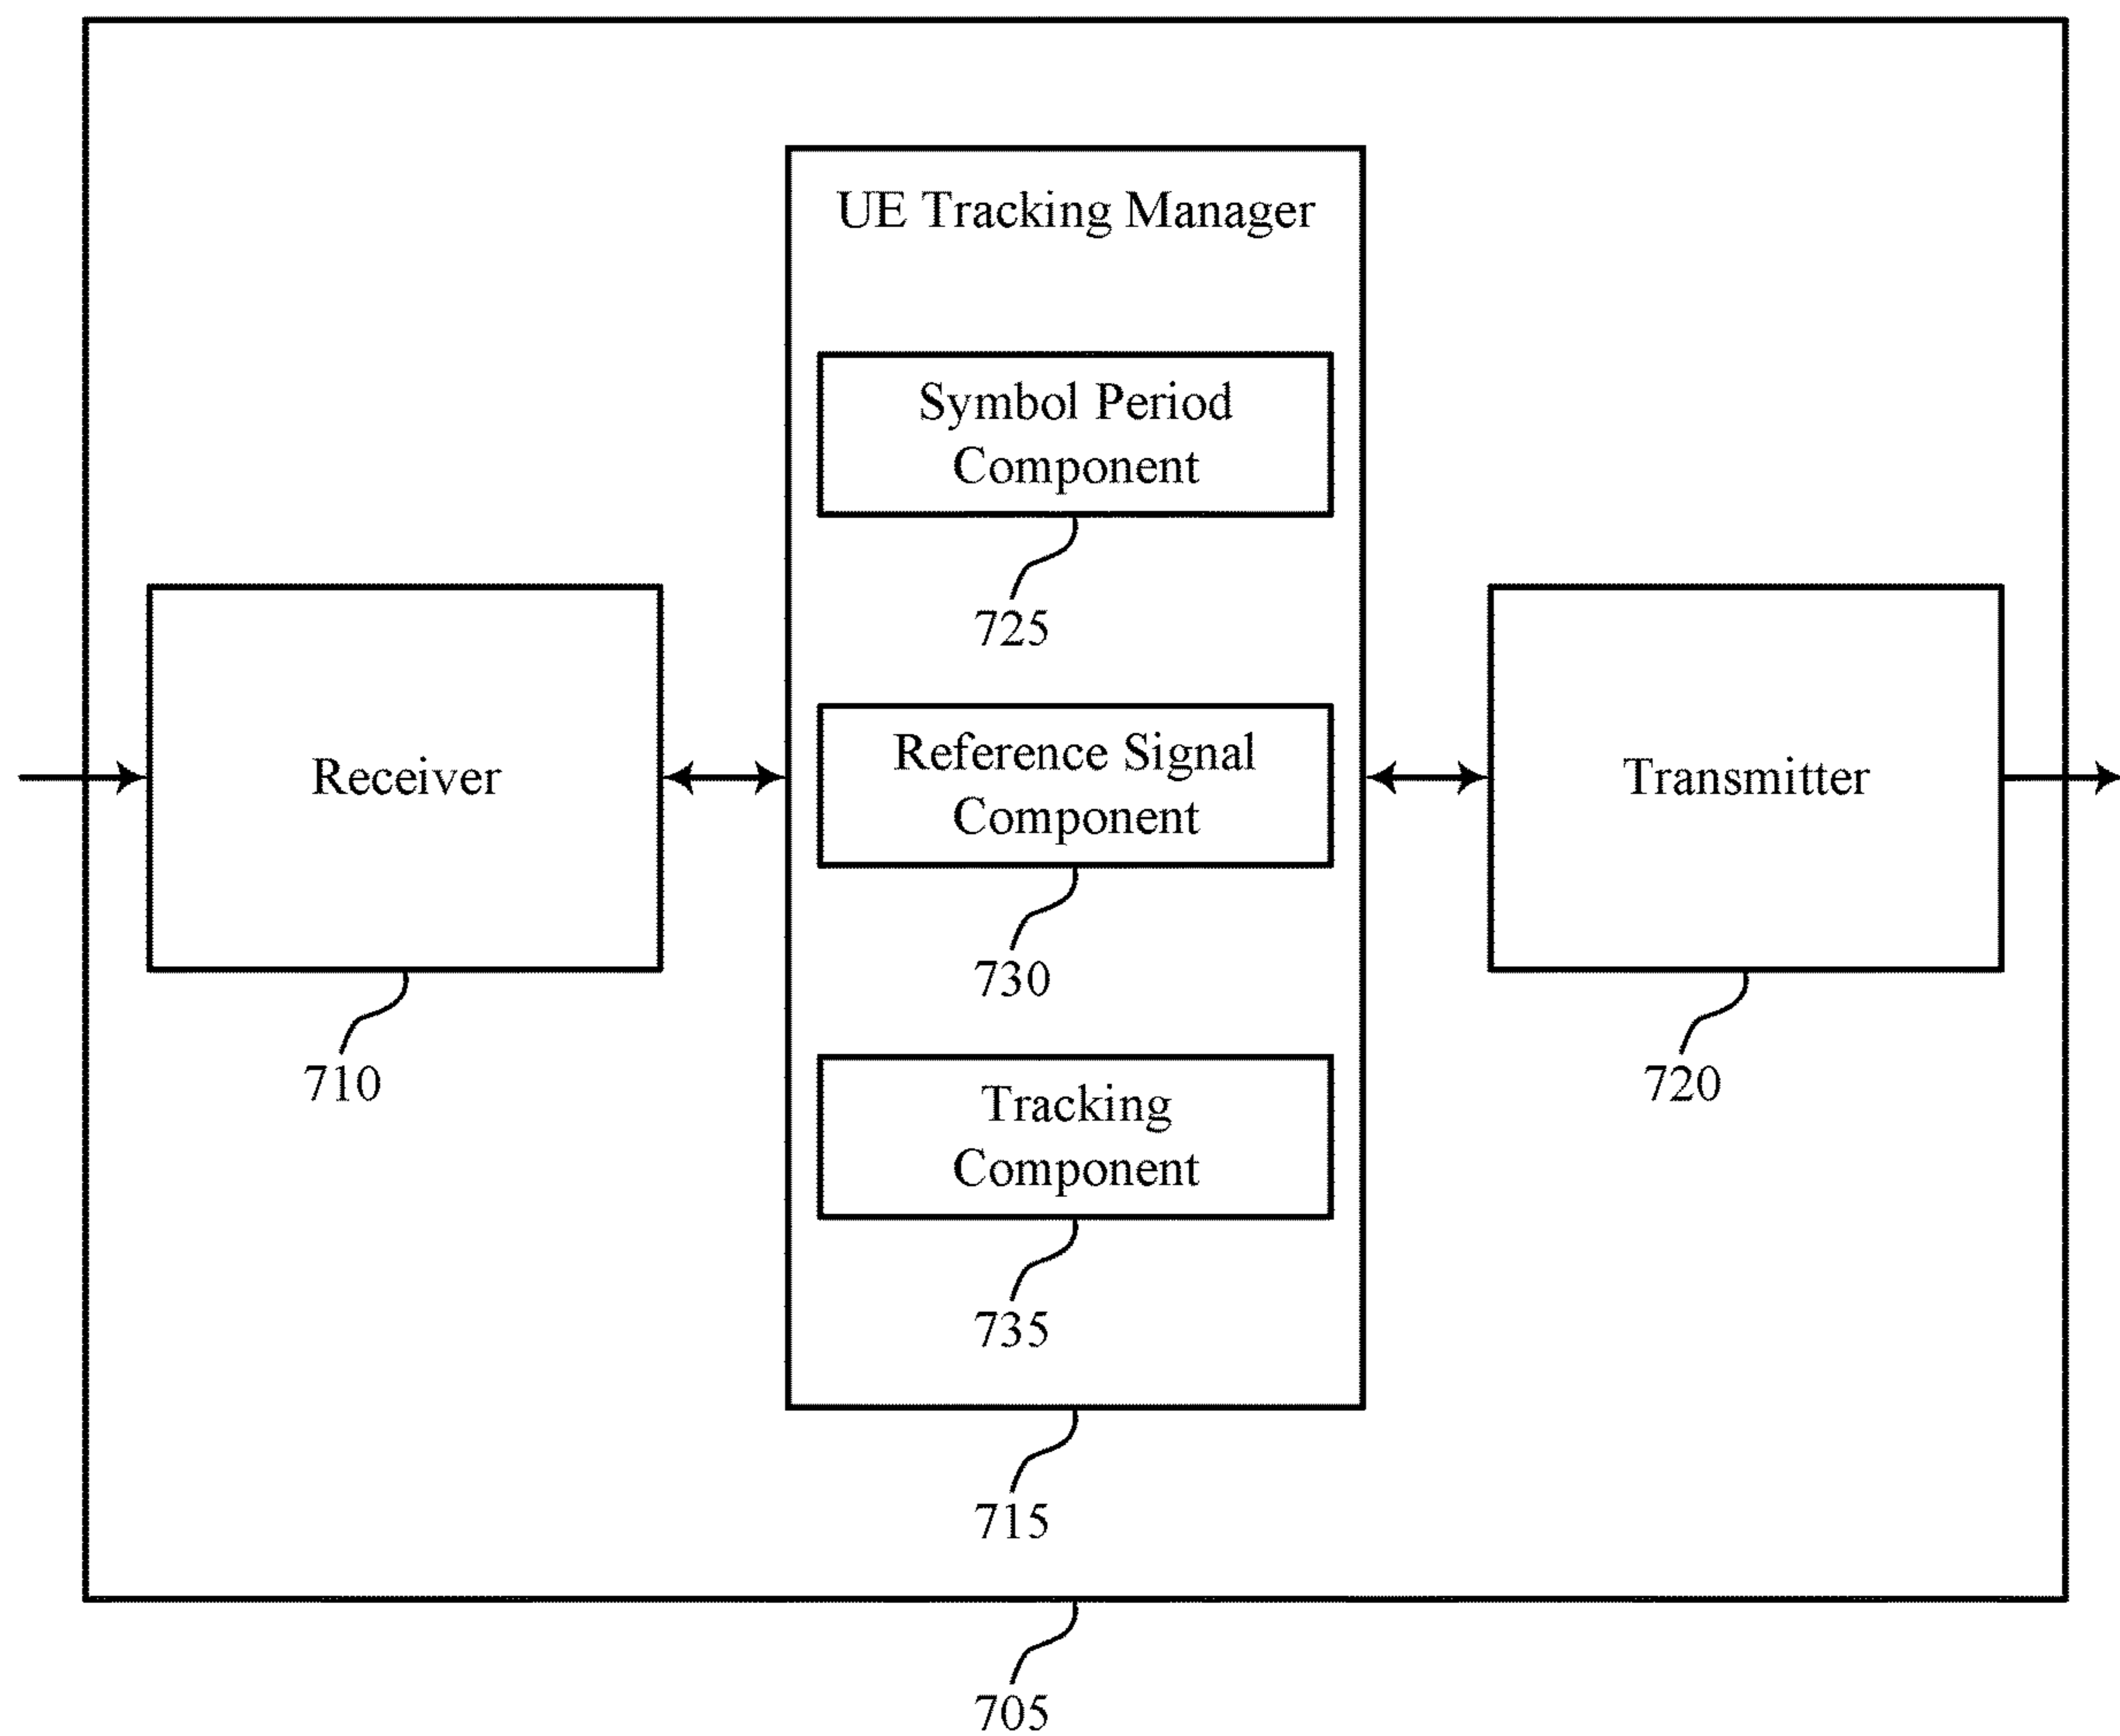 UE Tracking Manager
Symbol Period
Component
725
Receiver
710
Reference Signal
Component
730
Transmitter
720
Tracking
Component
735
715
705